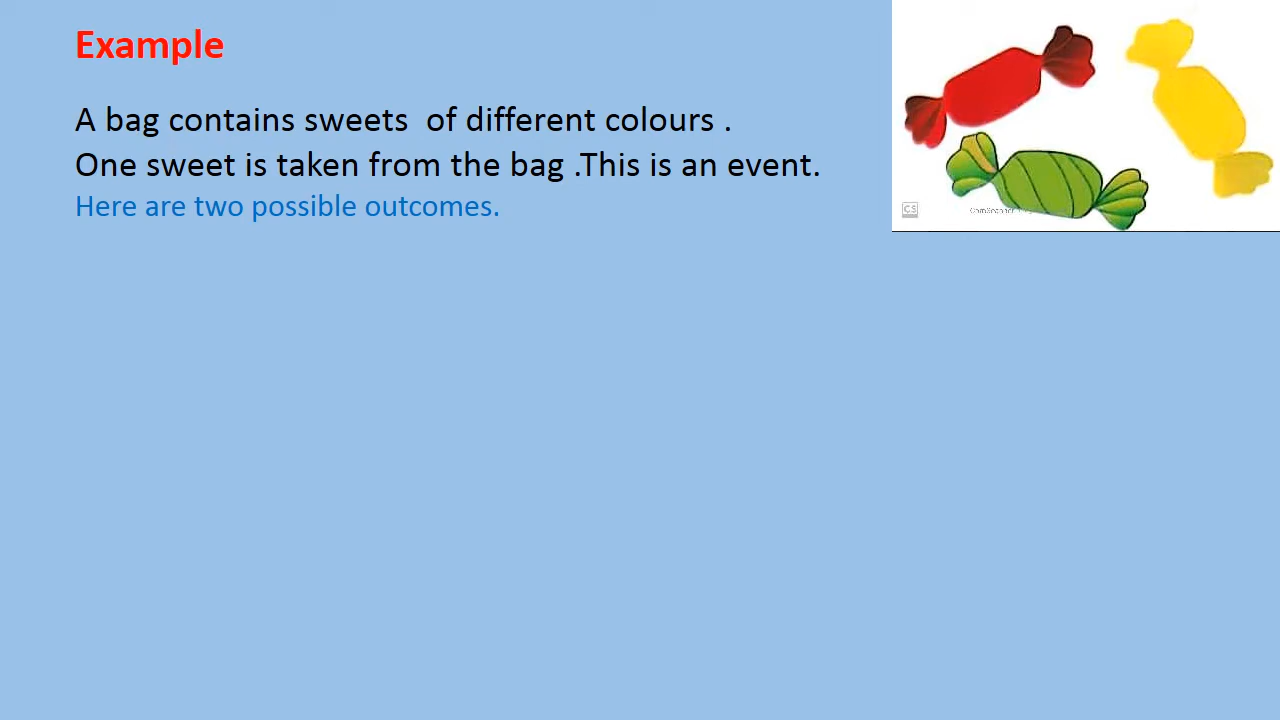 Example
A bag contains sweets  of different colours .
One sweet is taken from the bag .This is an event.
Here are two possible outcomes.
CS